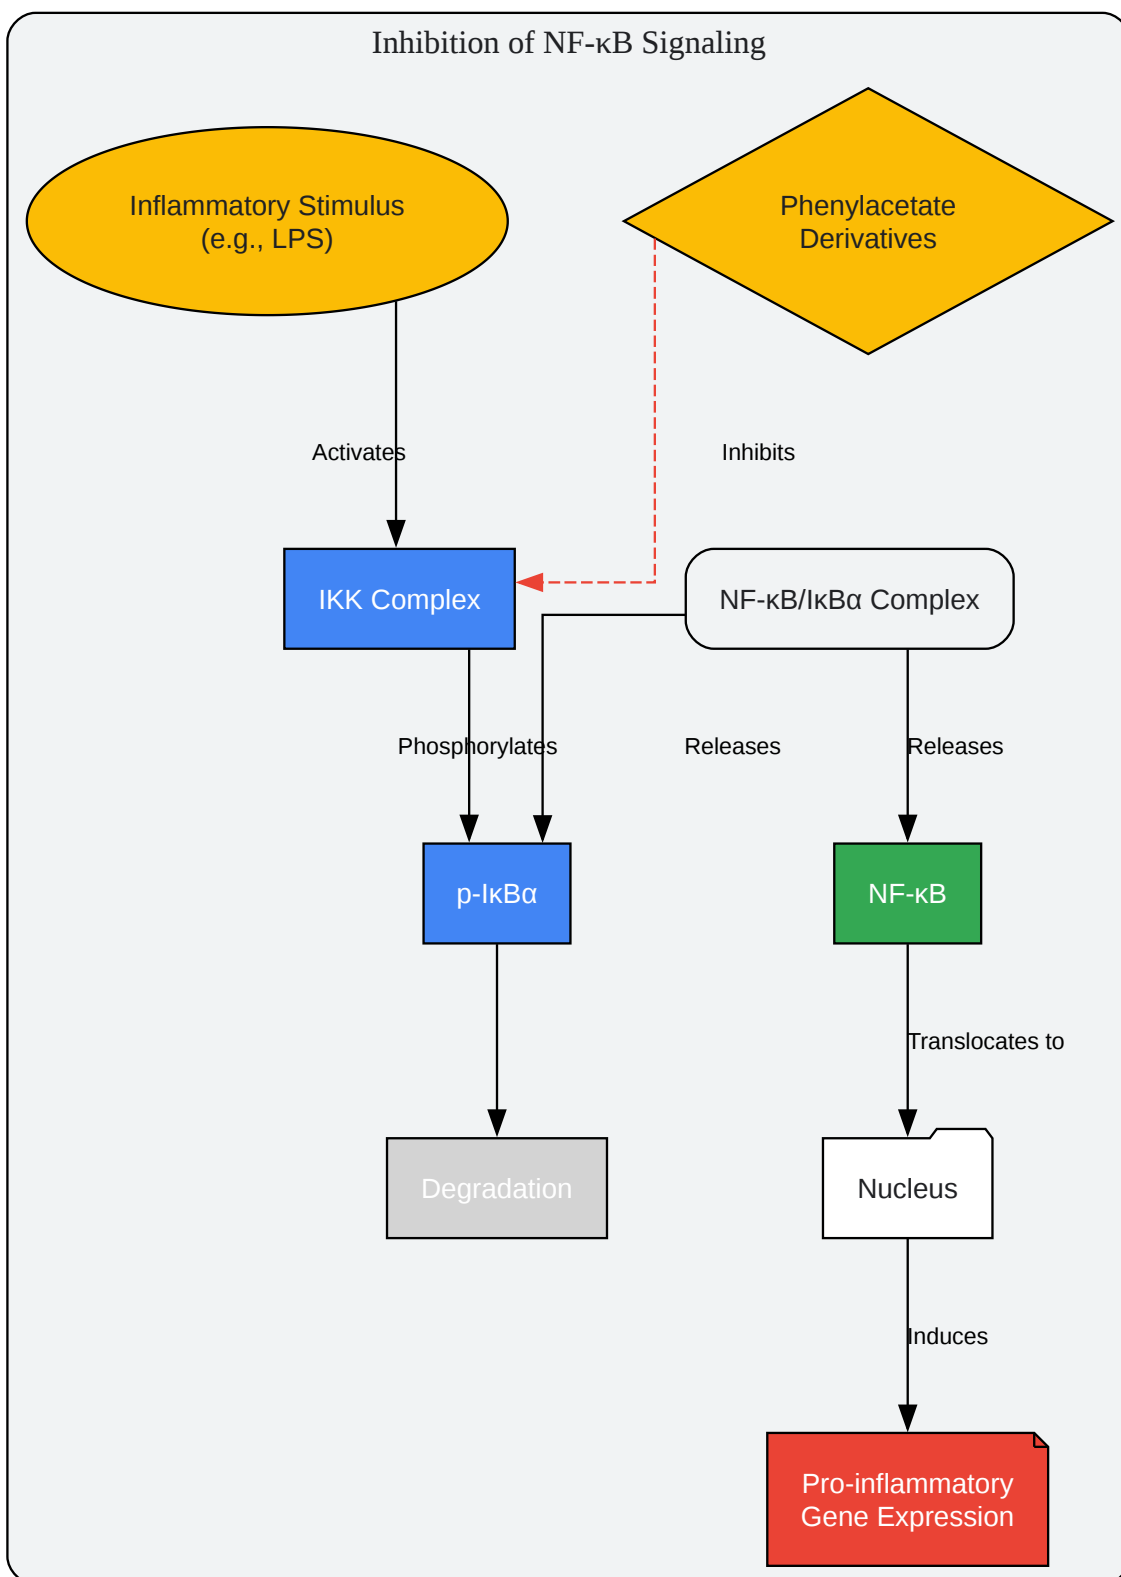 Inhibition of NF-κB Signaling
Inflammatory Stimulus
(e.g., LPS)
Phenylacetate
Derivatives
Activates
Inhibits
IKK Complex
NF-κB/IκBα Complex
Phosphorylates
Releases
Releases
p-IκBα
NF-κB
Translocates to
Degradation
Nucleus
Induces
Pro-inflammatory
Gene Expression